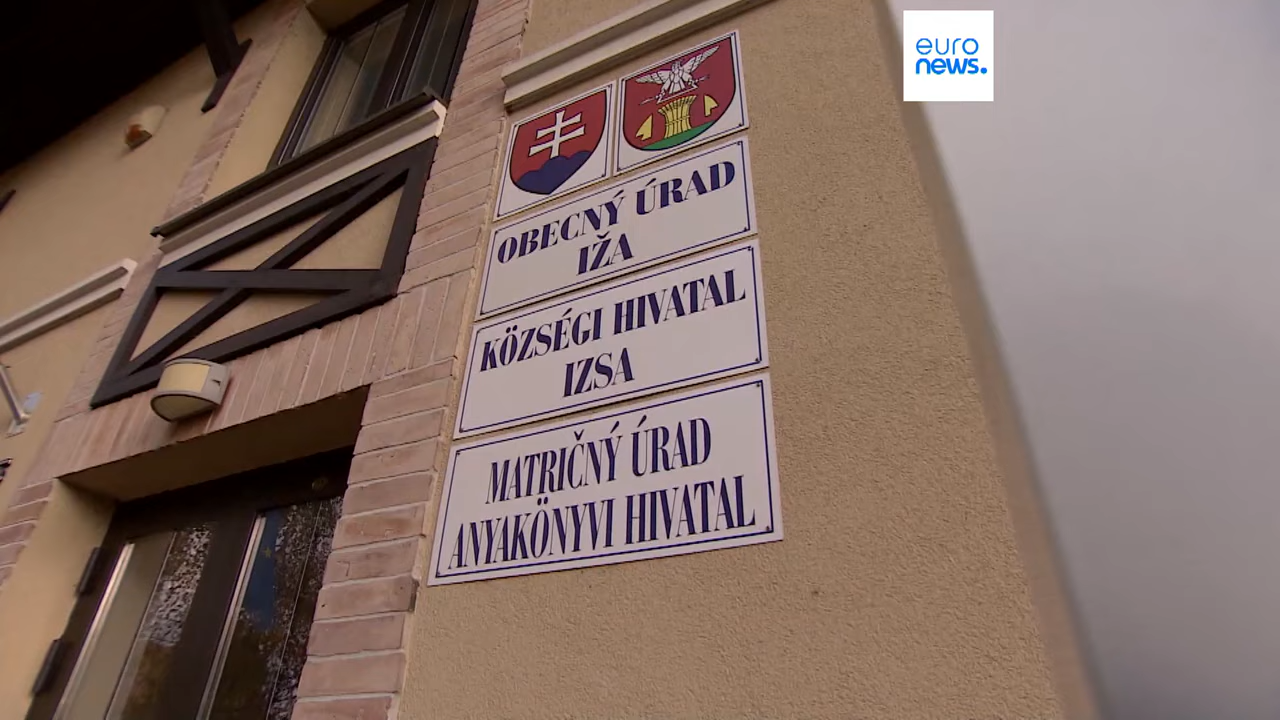 euro
news.
OBECNÝ ÚRAD
IŽA
KÖZSÉGI HIVATAL
IZSA
MATRIČNÝ ÚRAD
ANYAKÖNYVI HIVATAL